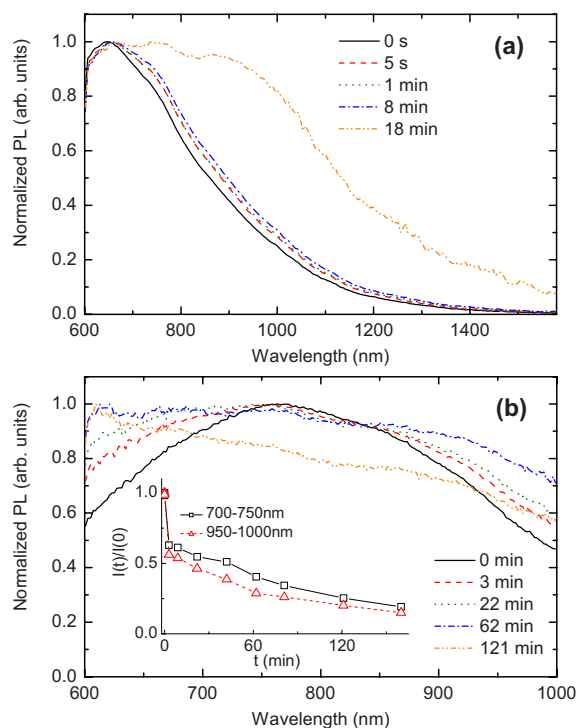 (a)
0 s
5 s
1 min
8 min
18 min
Normalized PL (arb. units)
1.0
0.8
0.6
0.4
0.2
0.0
600 800 1000 1200 1400
Wavelength (nm)
(b)
Normalized PL (arb. units)
1.0
0.8
0.6
0.4
0.2
0.0
I(t)/I(0)
1.0
0.5
0.0
700-750nm
950-1000nm
0 60 120
t (min)
0 min
3 min
22 min
62 min
121 min
600 700 800 900 1000
Wavelength (nm)